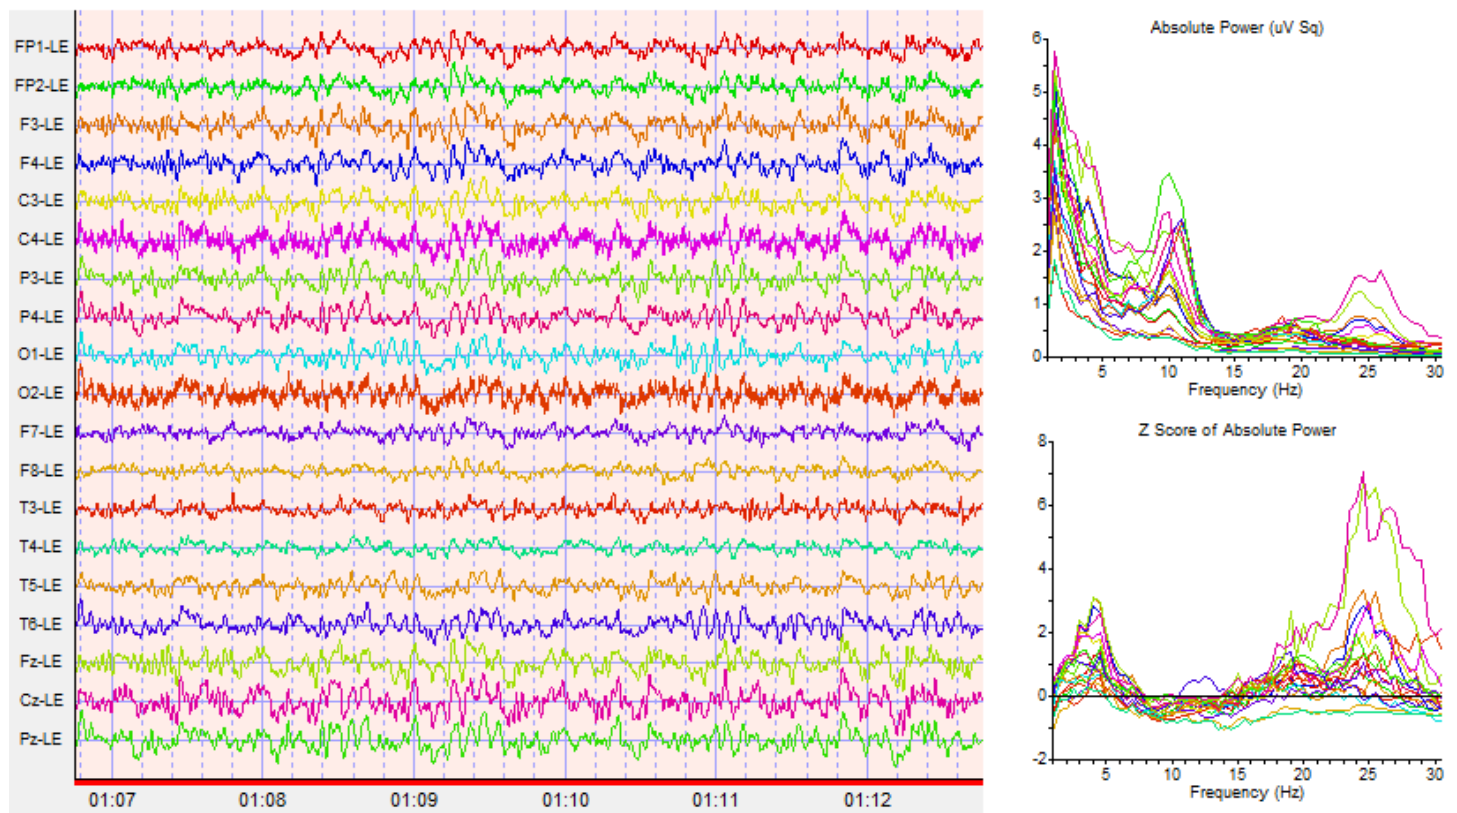 FP1-LE
FP2-LE
F3-LE
F4-LE
C3-LE
C4-LE
P3-LE
P4-LE
O1-LE
O2-LE
F7-LE
F8-LE
T3-LE
T4-LE
T5-LE
T6-LE
Fz-LE
Cz-LE
Pz-LE
01:07 01:08 01:09 01:10 01:11 01:12
Absolute Power (uV Sq)
6
5
4
3
2
1
0
5 10 15 20 25 30
Frequency (Hz)
Z Score of Absolute Power
8
6
4
2
0
-2
5 10 15 20 25 30
Frequency (Hz)